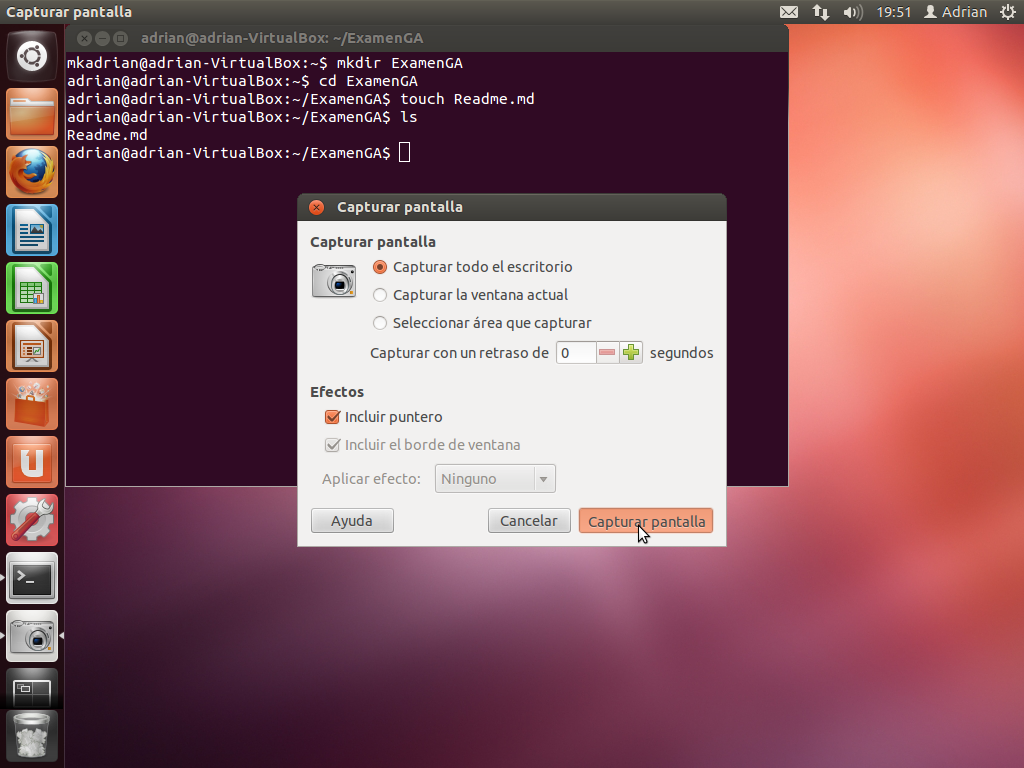 Capturar pantalla 19:51 Adrian
adrian@adrian-VirtualBox: ~/ExamenGA
mkadrian@adrian-VirtualBox:~$ mkdir ExamenGA
adrian@adrian-VirtualBox:~$ cd ExamenGA
adrian@adrian-VirtualBox:~/ExamenGA$ touch Readme.md
adrian@adrian-VirtualBox:~/ExamenGA$ ls
Readme.md
adrian@adrian-VirtualBox:~/ExamenGA$
Capturar pantalla
Capturar pantalla
Capturar todo el escritorio
Capturar la ventana actual
Seleccionar área que capturar
Capturar con un retraso de 0 segundos
Efectos
Incluir puntero
Incluir el borde de ventana
Aplicar efecto: Ninguno
Ayuda Cancelar Capturar pantalla